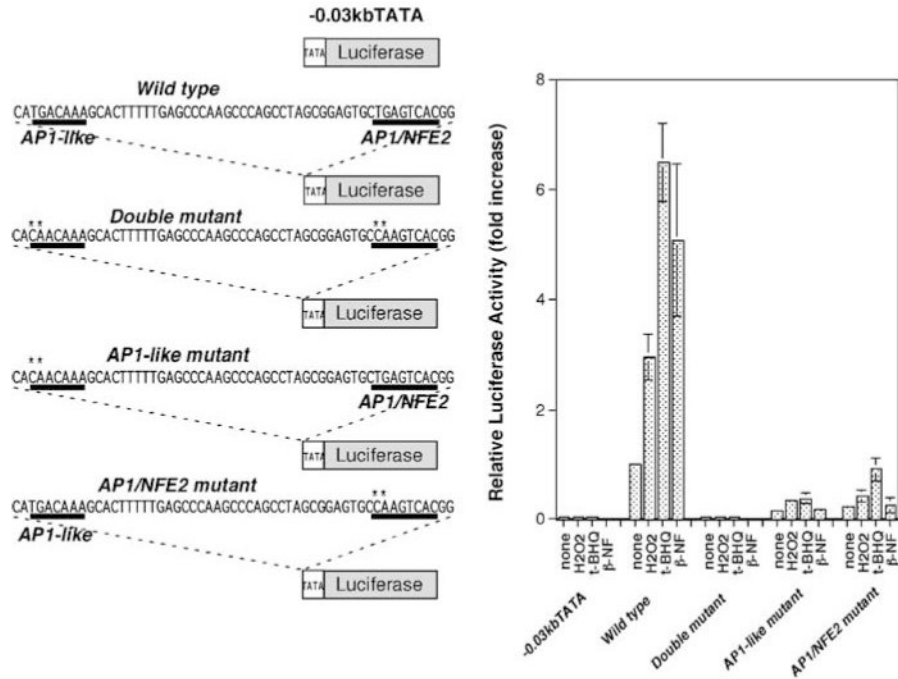 -0.03kbTATA
TATA Luciferase
Wild type
CATGACAAAGCACTTTTTGAGCCCAAGCCCAGCCTAGCGGAGTGCTGAGTCACGG
AP1-like AP1/NFE2
TATA Luciferase
Double mutant
** **
CACAACAAAGCACTTTTTGAGCCCAAGCCCAGCCTAGCGGAGTGCCAAGTCACGG
TATA Luciferase
AP1-like mutant
**
CACAACAAAGCACTTTTTGAGCCCAAGCCCAGCCTAGCGGAGTGCTGAGTCACGG
AP1/NFE2
TATA Luciferase
AP1/NFE2 mutant
**
CATGACAAAGCACTTTTTGAGCCCAAGCCCAGCCTAGCGGAGTGCCAAGTCACGG
AP1-like
TATA Luciferase
Relative Luciferase Activity (fold increase)
8
6
4
2
0
none
H2O2
t-BHQ
β-NF
none
H2O2
t-BHQ
β-NF
none
H2O2
t-BHQ
β-NF
none
H2O2
t-BHQ
β-NF
none
H2O2
t-BHQ
β-NF
-0.03kbTATA
Wild type
Double mutant
AP1-like mutant
AP1/NFE2 mutant